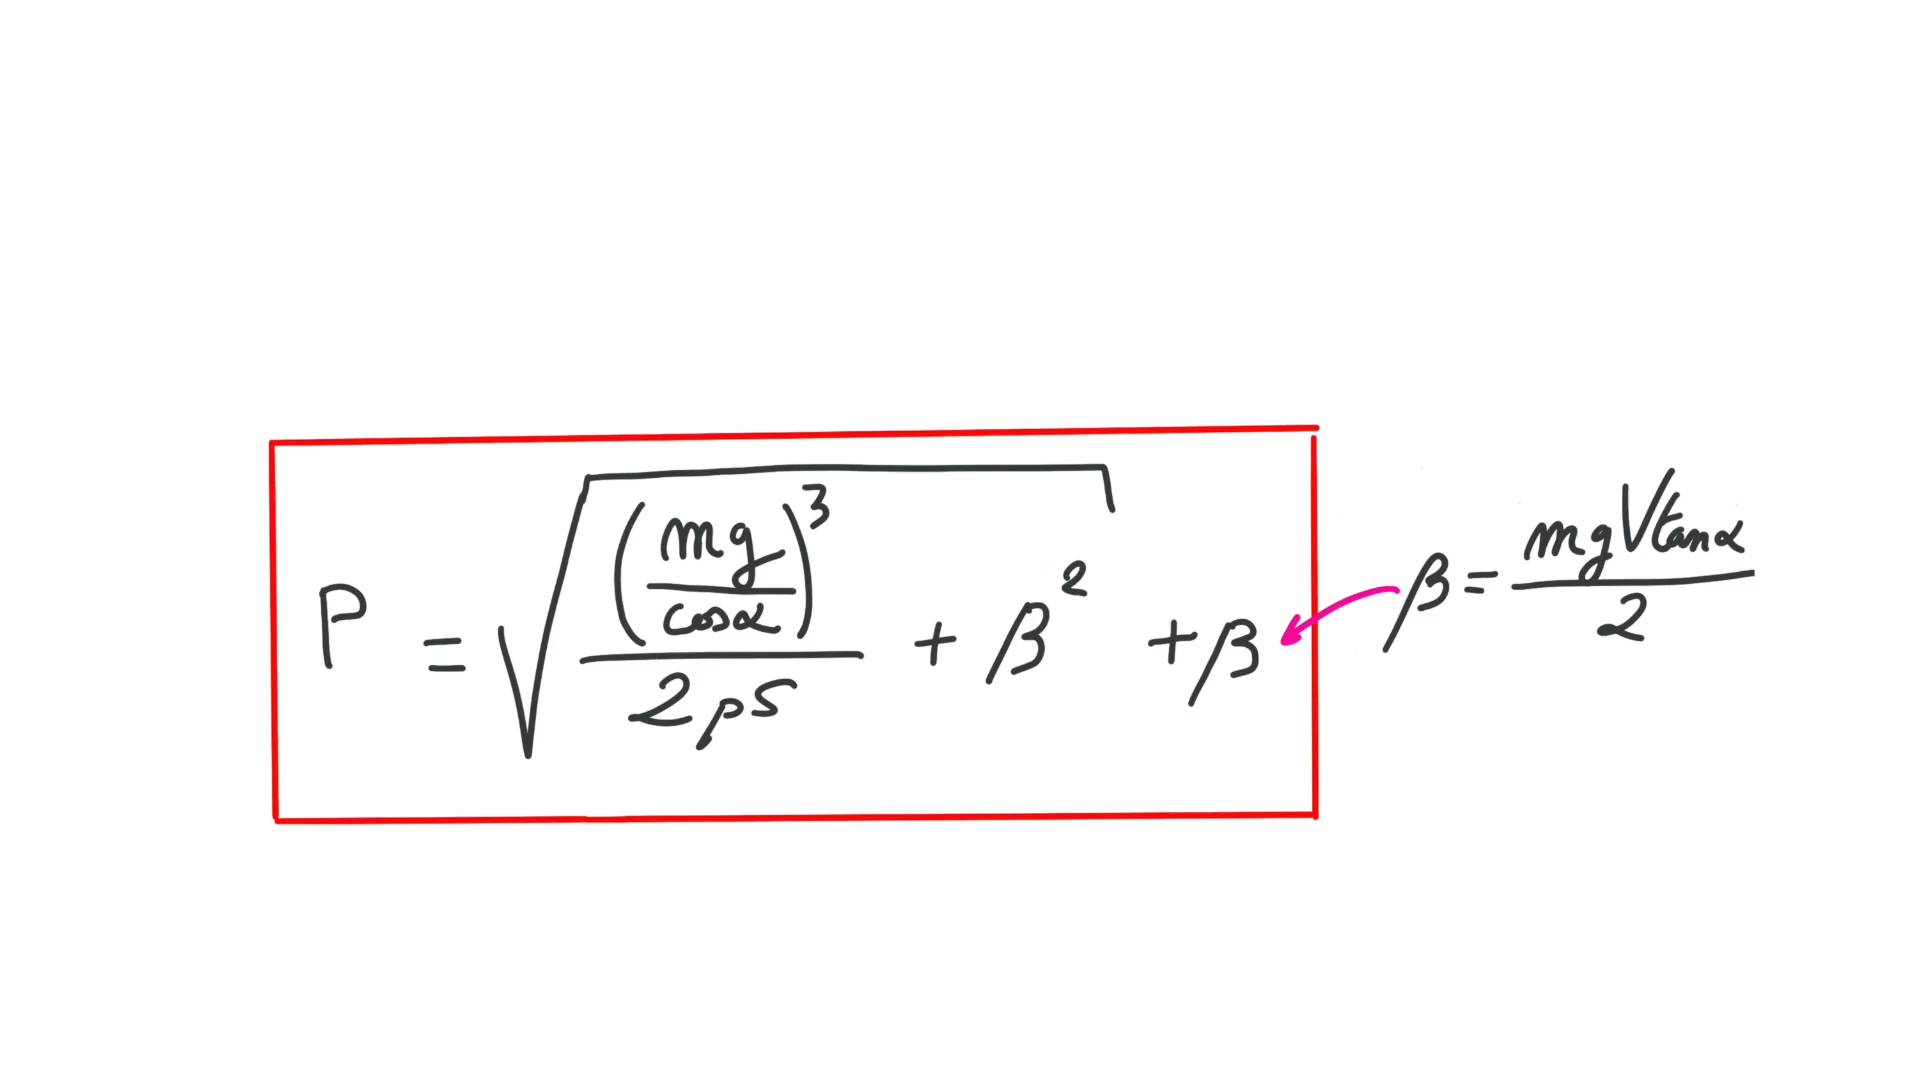 P = √((mg/cosα)³/2ρS + β²) + β
β = mgVtanα/2